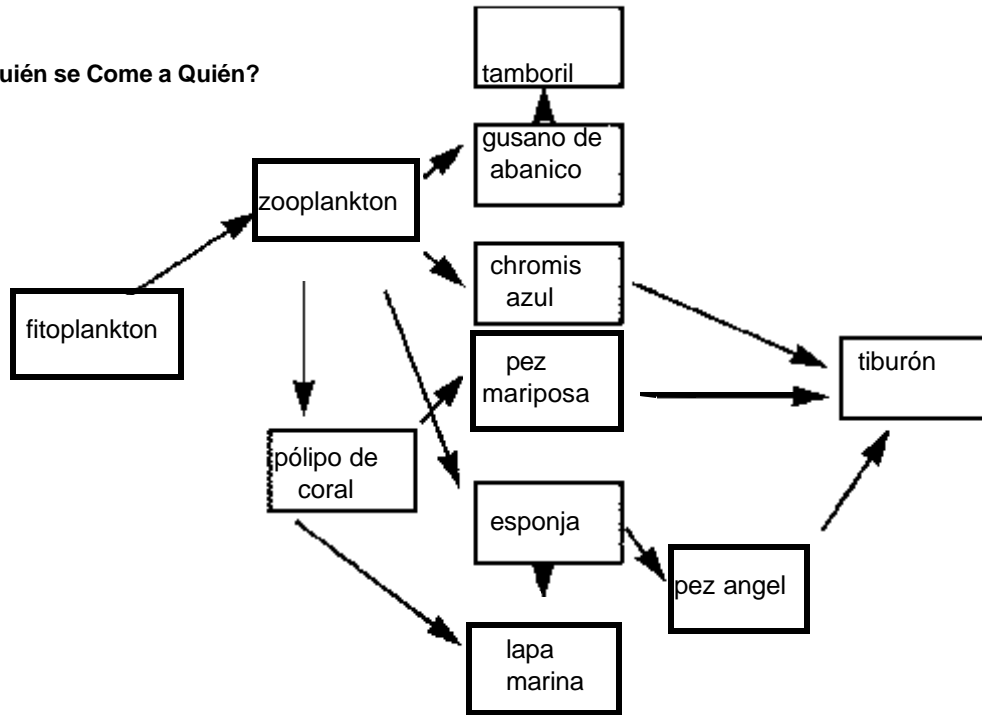 uién se Come a Quién?
tamboril
gusano de
abanico
zooplankton
chromis
azul
fitoplankton
pez
mariposa
tiburón
pólipo de
coral
esponja
pez angel
lapa
marina